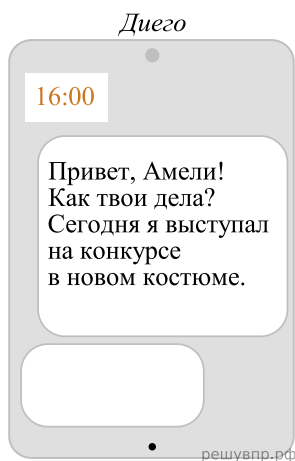 Диего
16:00
Привет, Амели!
Как твои дела?
Сегодня я выступал
на конкурсе
в новом костюме.
решувпр.рф